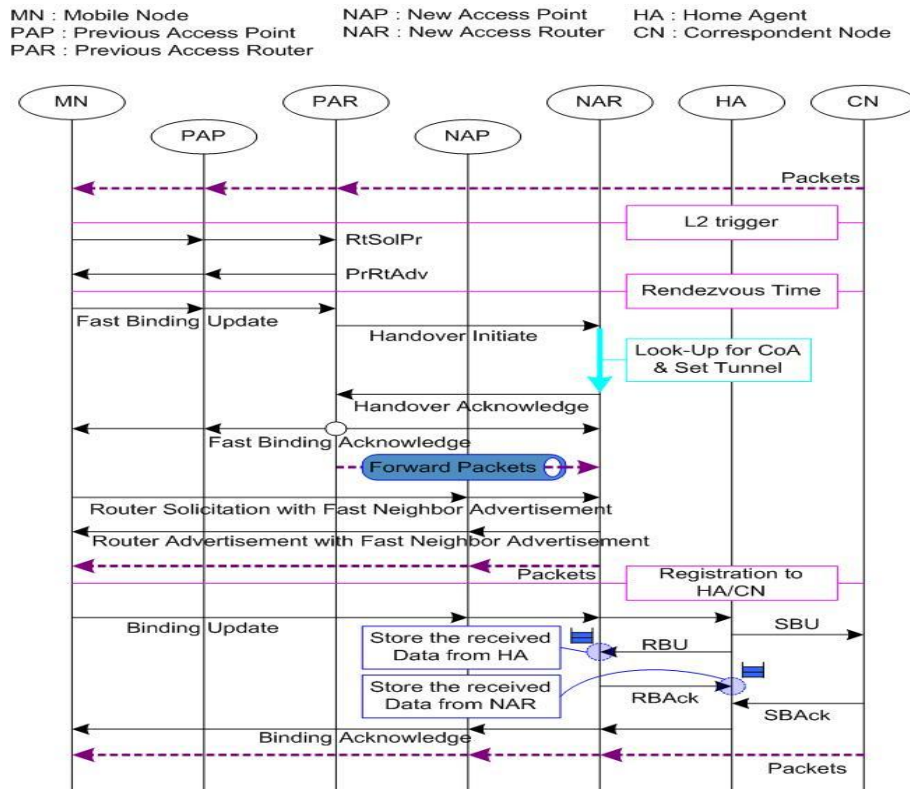 MN : Mobile Node
PAP : Previous Access Point
PAR : Previous Access Router
NAP : New Access Point
NAR : New Access Router
HA : Home Agent
CN : Correspondent Node
MN
PAP
PAR
NAP
NAR
HA
CN
Packets
L2 trigger
RtSolPr
PrRtAdv
Rendezvous Time
Fast Binding Update
Handover Initiate
Look-Up for CoA
& Set Tunnel
Handover Acknowledge
Fast Binding Acknowledge
Forward Packets
Router Solicitation with Fast Neighbor Advertisement
Router Advertisement with Fast Neighbor Advertisement
Packets
Registration to
HA/CN
Binding Update
SBU
Store the received
Data from HA
RBU
Store the received
Data from NAR
RBAck
SBAck
Binding Acknowledge
Packets